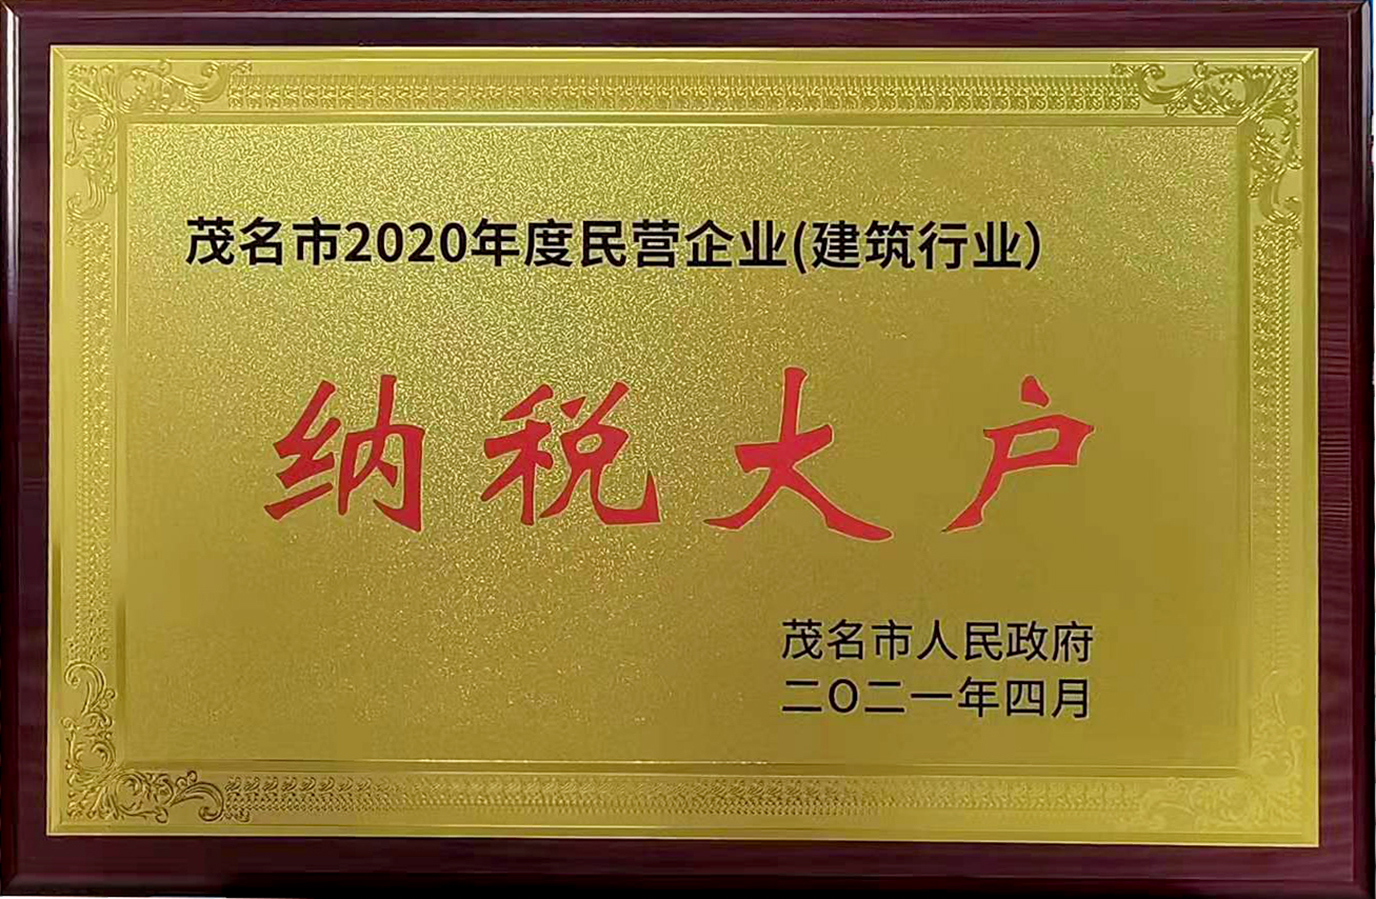 茂名市2020年度民营企业(建筑行业)
纳税大户
茂名市人民政府
二O二一年四月